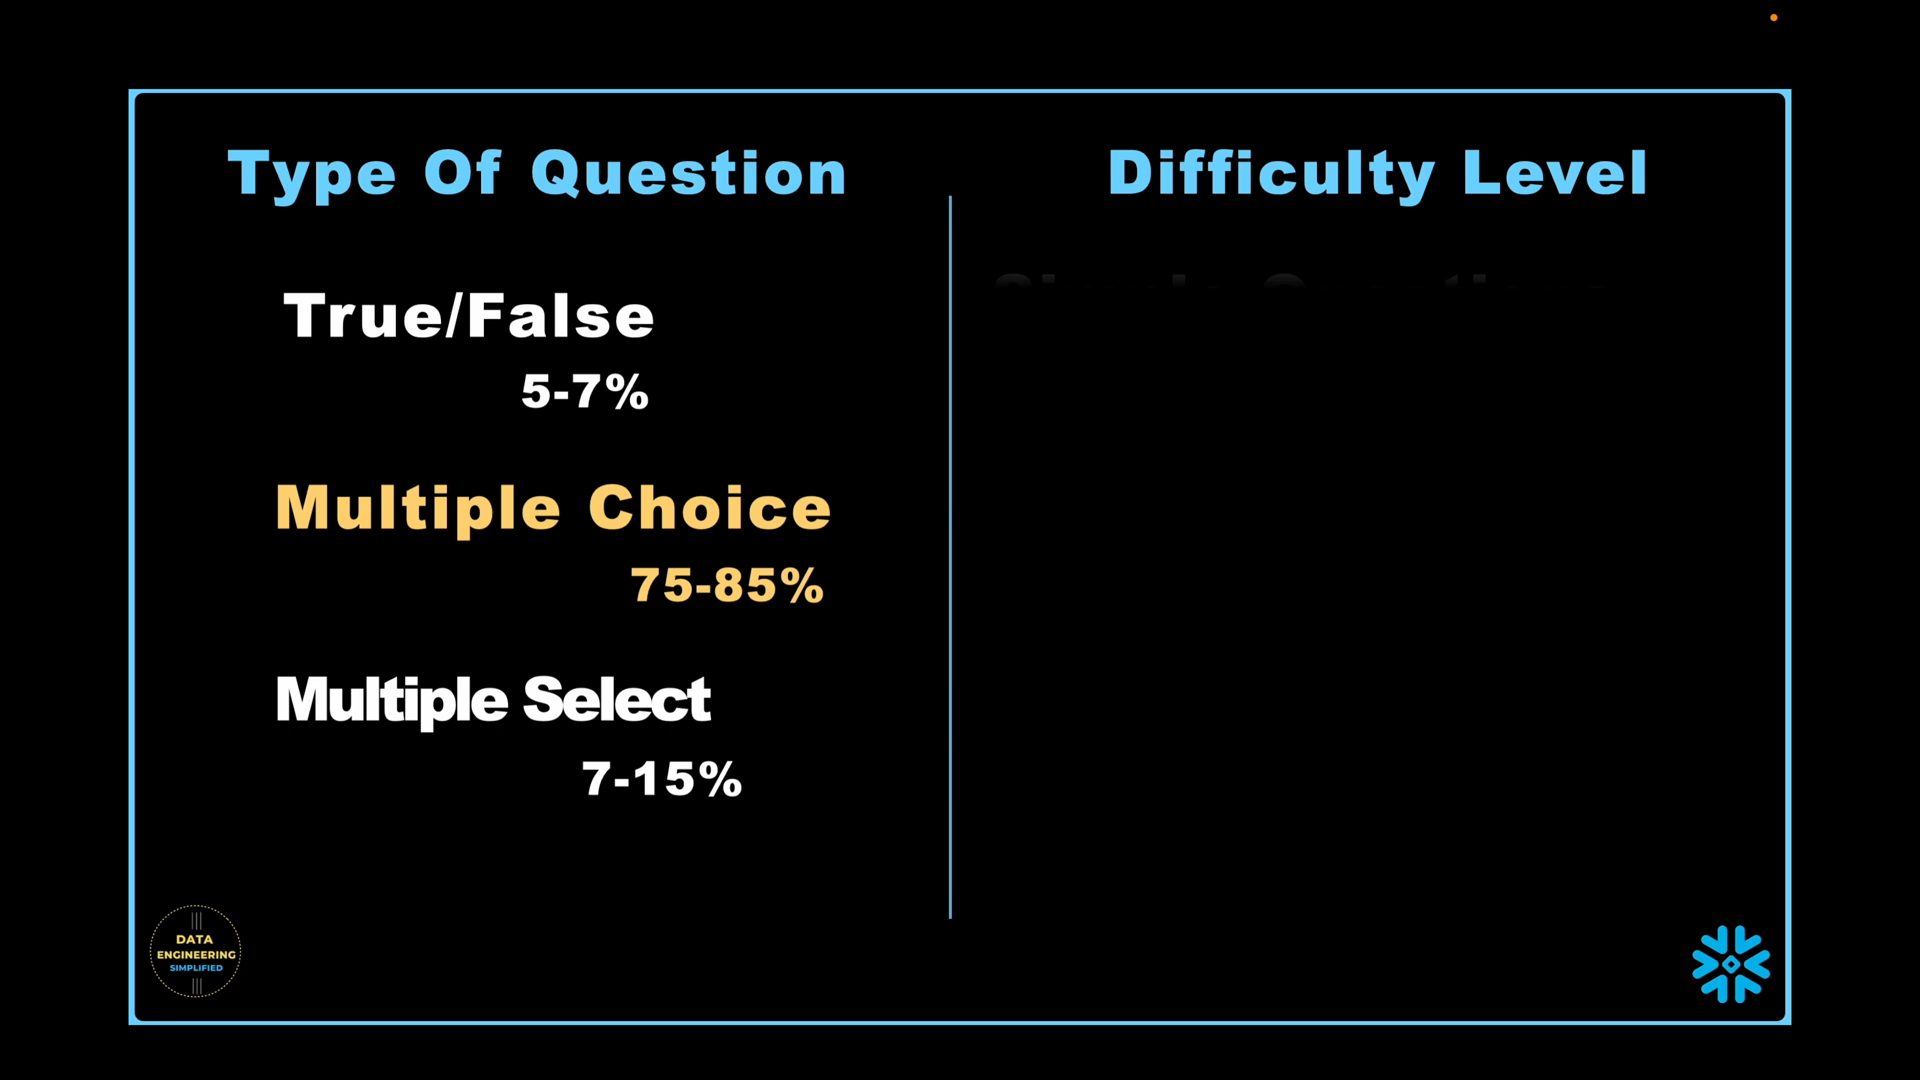 Type Of Question
True/False
5-7%
Multiple Choice
75-85%
Multiple Select
7-15%
Difficulty Level
DATA
ENGINEERING
SIMPLIFIED